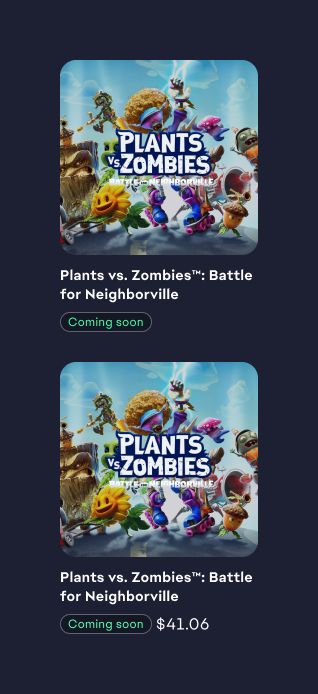 PLANTS
VS. ZOMBIES
BATTLE FOR NEIGHBORVILLE
Plants vs. Zombies™: Battle
for Neighborville
Coming soon
PLANTS
VS. ZOMBIES
BATTLE FOR NEIGHBORVILLE
Plants vs. Zombies™: Battle
for Neighborville
Coming soon $41.06